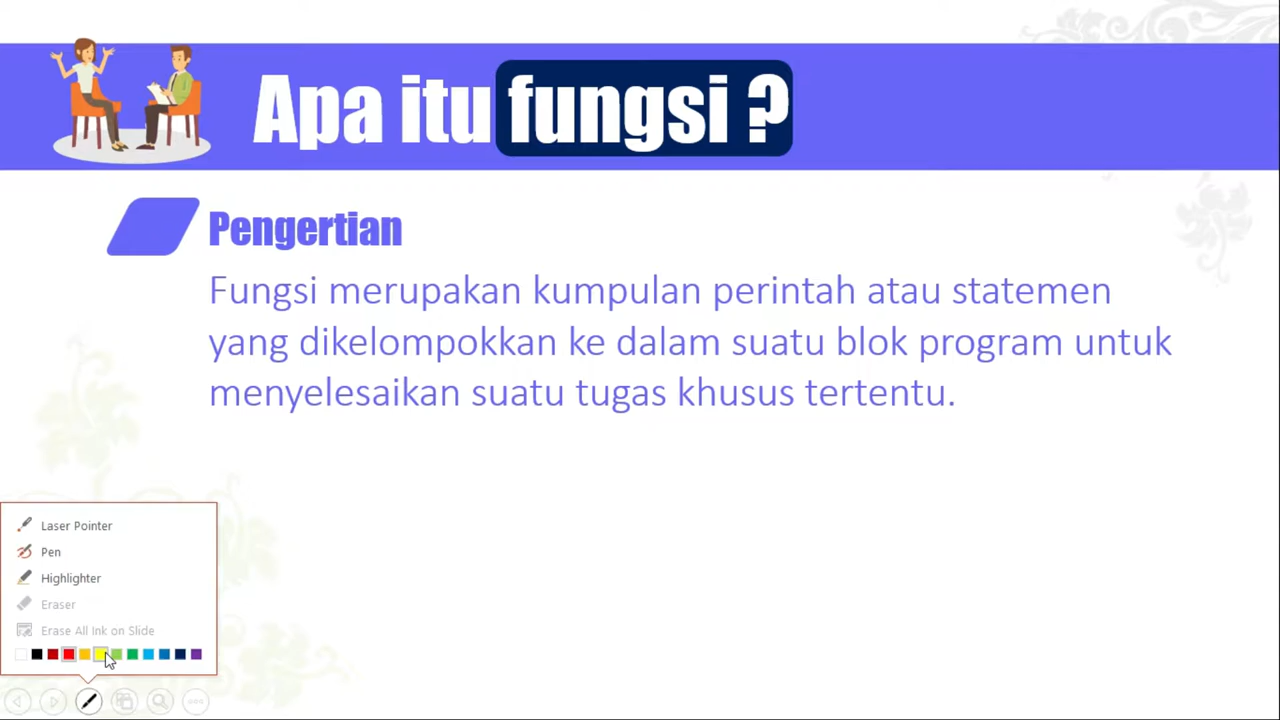 Apa itu fungsi ?
Pengertian
Fungsi merupakan kumpulan perintah atau statemen
yang dikelompokkan ke dalam suatu blok program untuk
menyelesaikan suatu tugas khusus tertentu.
Laser Pointer
Pen
Highlighter
Eraser
Erase All Ink on Slide